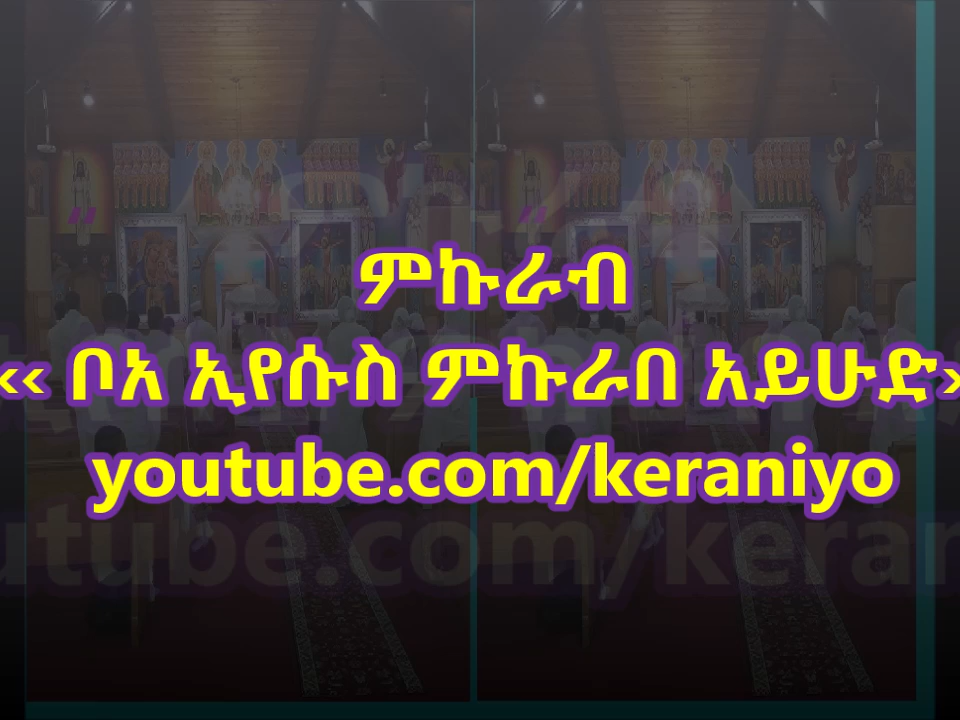 "
"
ምኩራብ
‹‹ ቦአ ኢየሱስ ምኩራበ አይሁድ›
youtube.com/keraniyo